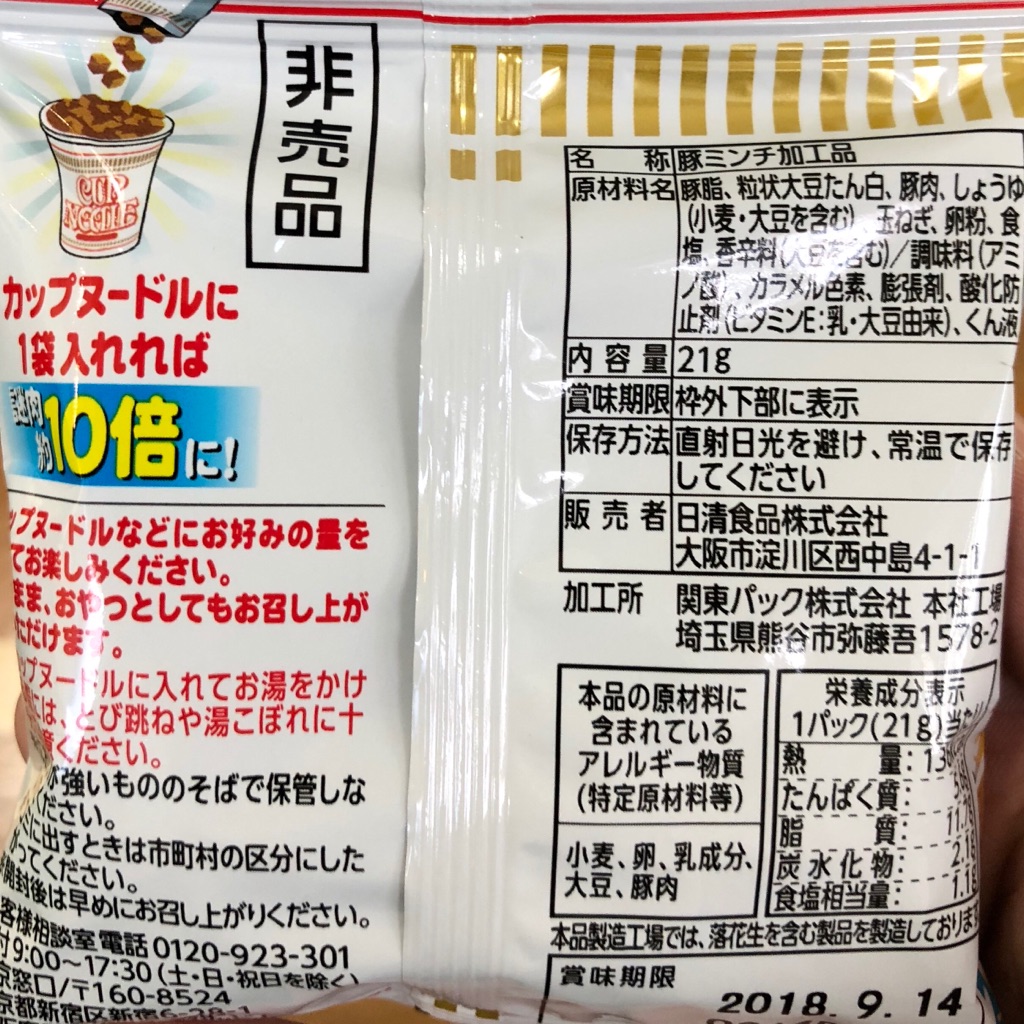 非売品
CUP NOODLE
カップヌードルに
1袋入れれば
謎肉約10倍に!
ップヌードルなどにお好みの量を
てお楽しみください。
まま、おやつとしてもお召し上が
ただけます。
ップヌードルに入れてお湯をかけ
には、とび跳ねや湯こぼれに十
意ください。
が強いもののそばで保管しな
ください。
に出すときは市町村の区分にした
がってください。
開封後は早めにお召し上がりください。
客様相談室電話0120-923-301
付9:00~17:30(土・日・祝日を除く)
京窓口/〒160-8524
京都新宿区新宿6-28-1
名称 豚ミンチ加工品
原材料名 豚脂、粒状大豆たん白、豚肉、しょうゆ
(小麦・大豆を含む)、玉ねぎ、卵粉、食
塩、香辛料(大豆を含む)/調味料(アミ
ノ酸)、カラメル色素、膨張剤、酸化防
止剤(ビタミンE:乳・大豆由来)、くん液
内容量 21g
賞味期限 枠外下部に表示
保存方法 直射日光を避け、常温で保存
してください
販売者 日清食品株式会社
大阪市淀川区西中島4-1-1
加工所 関東パック株式会社 本社工場
埼玉県熊谷市弥藤吾1578-2
本品の原材料に
含まれている
アレルギー物質
(特定原材料等)
小麦、卵、乳成分、
大豆、豚肉
栄養成分表示
1パック(21g)当たり
熱量:
たんぱく質:
脂質:
炭水化物:
食塩相当量:
本品製造工場では、落花生を含む製品を製造しております
賞味期限
2018.9.14